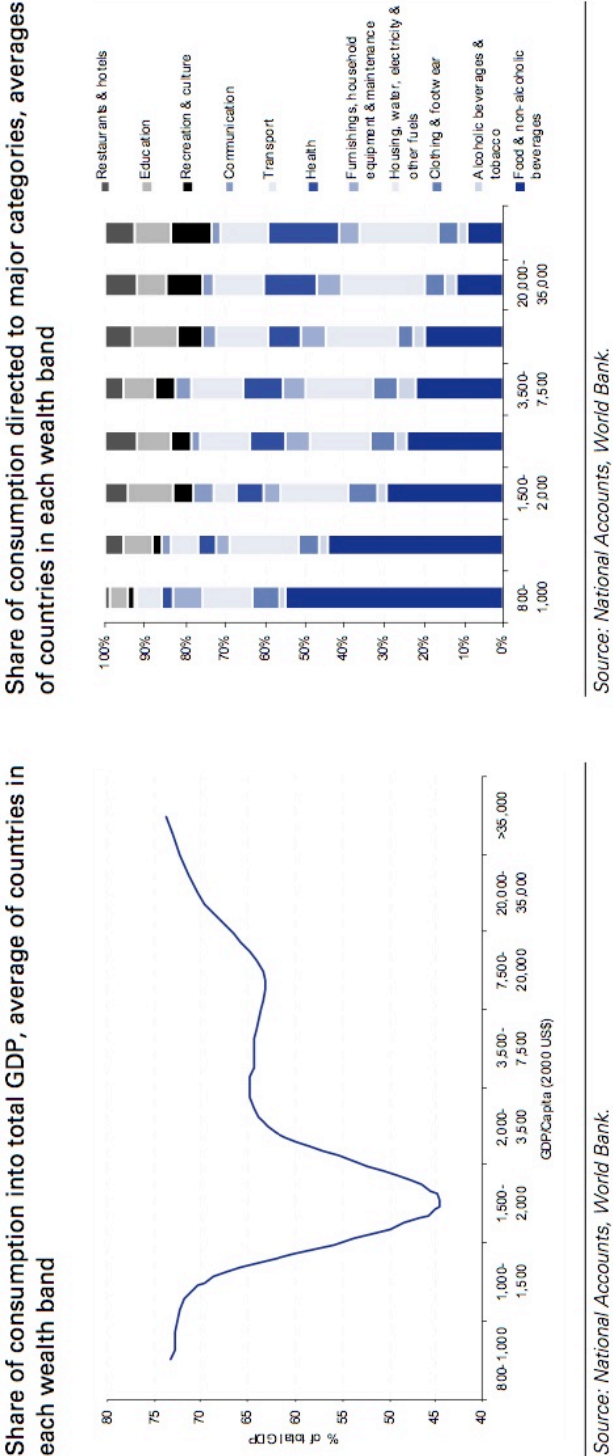 Share of consumption into total GDP, average of countries in
each wealth band
80
75
70
65
60
55
50
45
40
% of total GDP
800-1,000
1,000-
1,500
1,500-
2,000
2,000-
3,500
3,500-
7,500
7,500-
20,000
20,000-
35,000
>35,000
GDP/Capita (2000 US$)
Source: National Accounts, World Bank.
Share of consumption directed to major categories, averages
of countries in each wealth band
100%
90%
80%
70%
60%
50%
40%
30%
20%
10%
0%
800-
1,000
1,500-
2,000
3,500-
7,500
20,000-
35,000
Restaurants & hotels
Education
Recreation & culture
Communication
Transport
Health
Furnishings, household
equipment & maintenance
Housing, water, electricity &
other fuels
Clothing & footwear
Alcoholic beverages &
tobacco
Food & non-alcoholic
beverages
Source: National Accounts, World Bank.